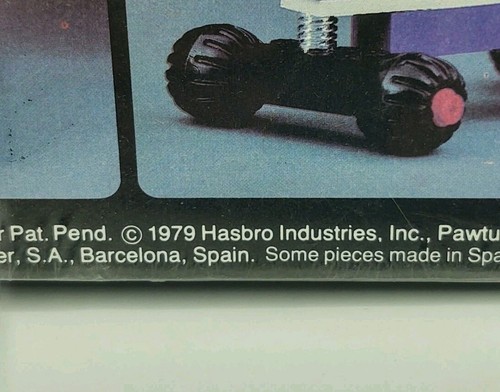 Pat. Pend. © 1979 Hasbro Industries, Inc.,
S.A., Barcelona, Spain. Some pieces made in